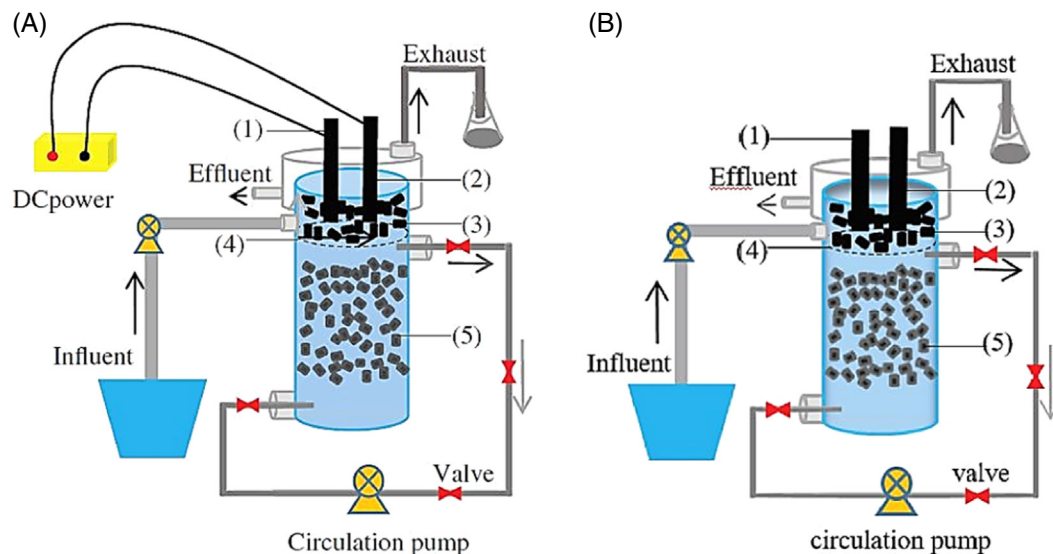 (A)
Exhaust
(1)
Effluent
(2)
DCpower
(3)
(4)
(5)
Influent
Valve
Circulation pump
(B)
Exhaust
(1)
Effluent
(2)
(3)
(4)
(5)
Influent
valve
circulation pump